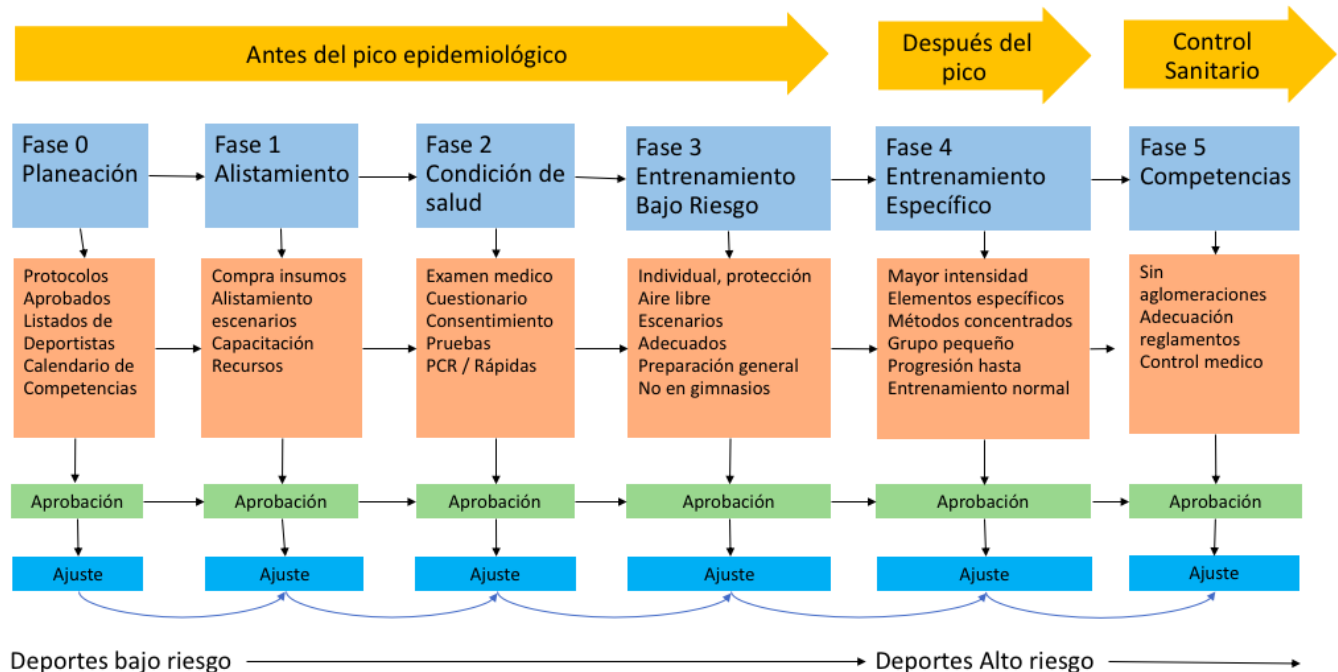 Antes del pico epidemiológico
Después del
pico
Control
Sanitario
Fase 0
Planeación
Fase 1
Alistamiento
Fase 2
Condición de
salud
Fase 3
Entrenamiento
Bajo Riesgo
Fase 4
Entrenamiento
Específico
Fase 5
Competencias
Protocolos
Aprobados
Listados de
Deportistas
Calendario de
Competencias
Compra insumos
Alistamiento
escenarios
Capacitación
Recursos
Examen medico
Cuestionario
Consentimiento
Pruebas
PCR / Rápidas
Individual, protección
Aire libre
Escenarios
Adecuados
Preparación general
No en gimnasios
Mayor intensidad
Elementos específicos
Métodos concentrados
Grupo pequeño
Progresión hasta
Entrenamiento normal
Sin
aglomeraciones
Adecuación
reglamentos
Control medico
Aprobación
Aprobación
Aprobación
Aprobación
Aprobación
Aprobación
Ajuste
Ajuste
Ajuste
Ajuste
Ajuste
Ajuste
Deportes bajo riesgo
Deportes Alto riesgo